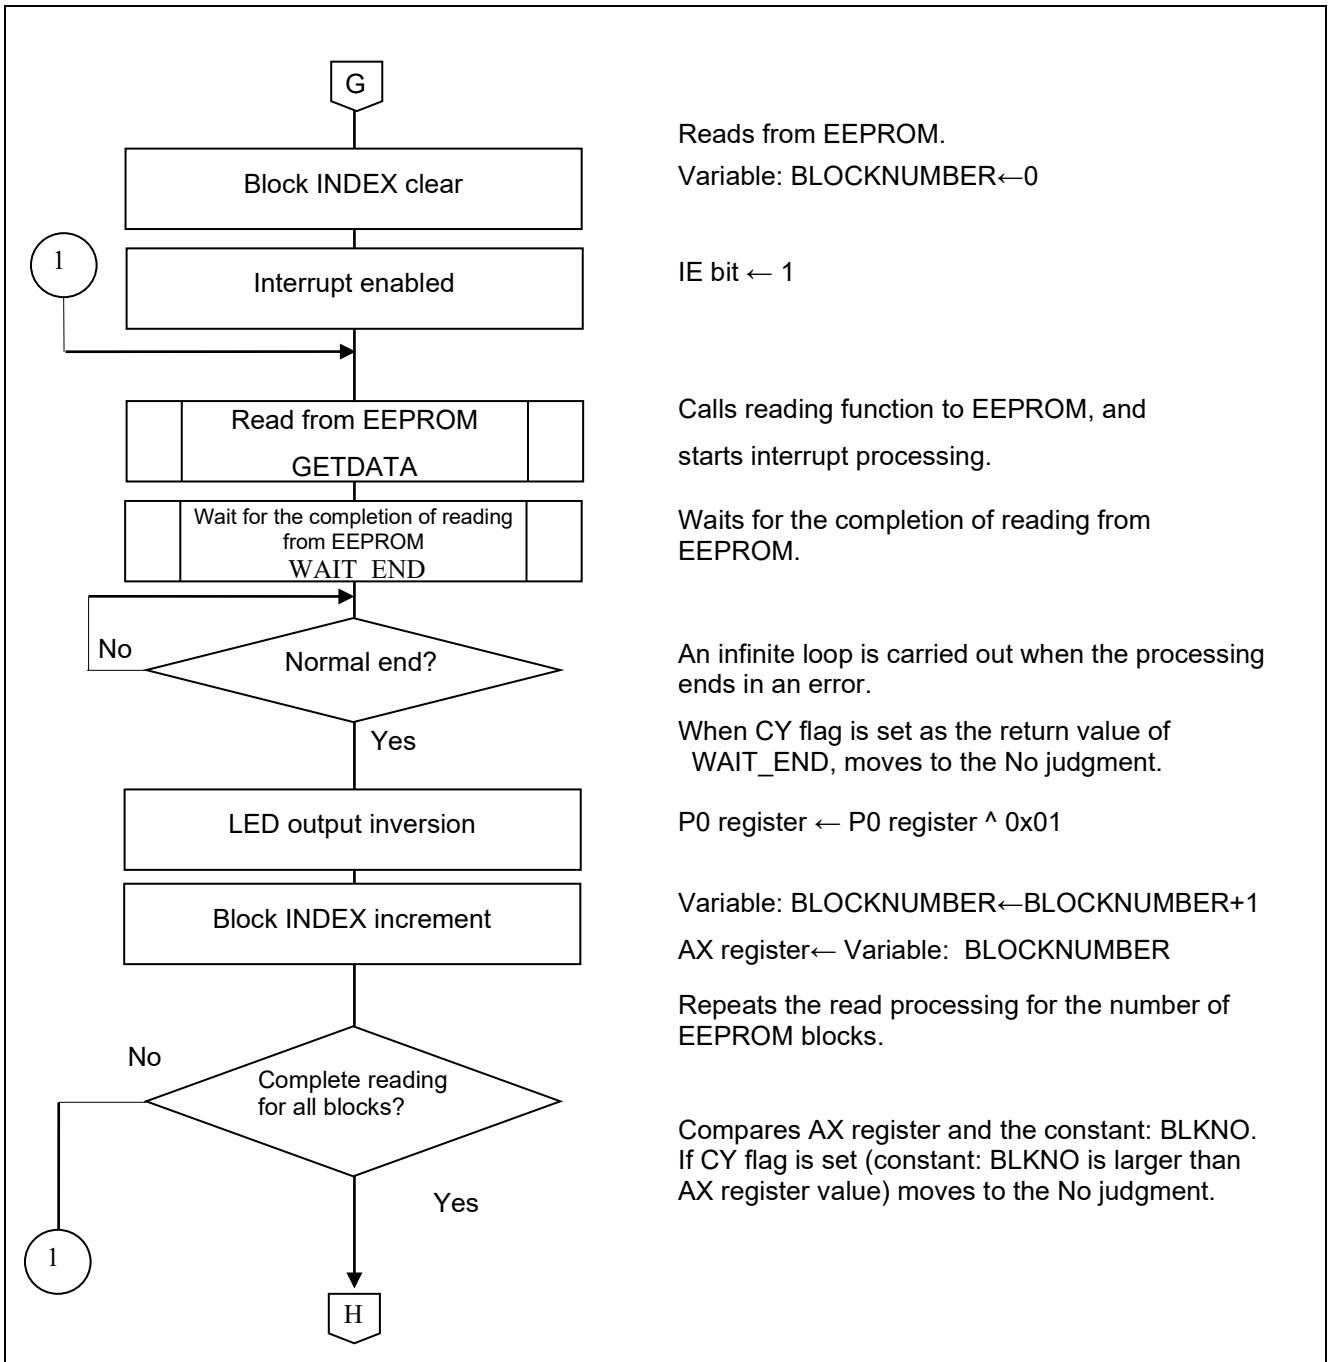 G
Reads from EEPROM.
Block INDEX clear
Variable: BLOCKNUMBER←0
1
Interrupt enabled
IE bit ← 1
Read from EEPROM
GETDATA
Calls reading function to EEPROM, and
starts interrupt processing.
Wait for the completion of reading
from EEPROM
WAIT_END
Waits for the completion of reading from
EEPROM.
No
Normal end?
An infinite loop is carried out when the processing
ends in an error.
Yes
When CY flag is set as the return value of
WAIT_END, moves to the No judgment.
LED output inversion
P0 register ← P0 register ^ 0x01
Block INDEX increment
Variable: BLOCKNUMBER←BLOCKNUMBER+1
AX register← Variable: BLOCKNUMBER
Repeats the read processing for the number of
EEPROM blocks.
No
Complete reading
for all blocks?
Compares AX register and the constant: BLKNO.
If CY flag is set (constant: BLKNO is larger than
AX register value) moves to the No judgment.
Yes
1
H